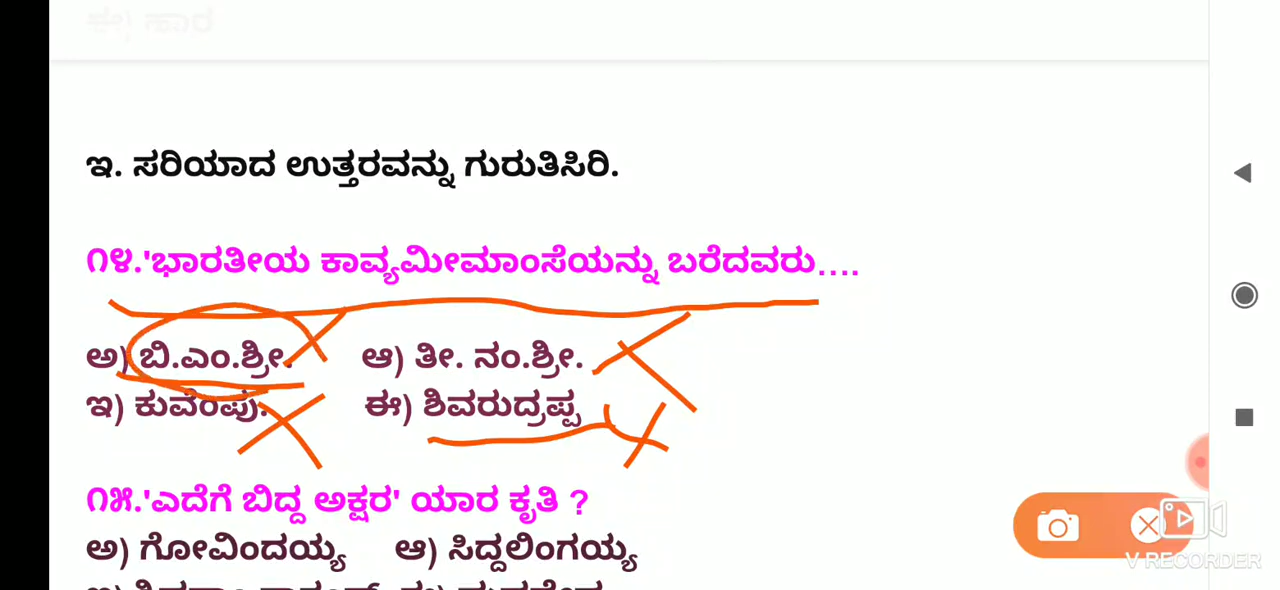 ಈ) ಹಾರ
ಇ. ಸರಿಯಾದ ಉತ್ತರವನ್ನು ಗುರುತಿಸಿರಿ.
೧೪.'ಭಾರತೀಯ ಕಾವ್ಯಮೀಮಾಂಸೆಯನ್ನು ಬರೆದವರು....
ಅ) ಬಿ.ಎಂ.ಶ್ರೀ. ಆ) ತೀ. ನಂ.ಶ್ರೀ.
ಇ) ಕುವೆಂಪು. ಈ) ಶಿವರುದ್ರಪ್ಪ
೧೫.'ಎದೆಗೆ ಬಿದ್ದ ಅಕ್ಷರ' ಯಾರ ಕೃತಿ ?
ಅ) ಗೋವಿಂದಯ್ಯ ಆ) ಸಿದ್ದಲಿಂಗಯ್ಯ
V RECORDER